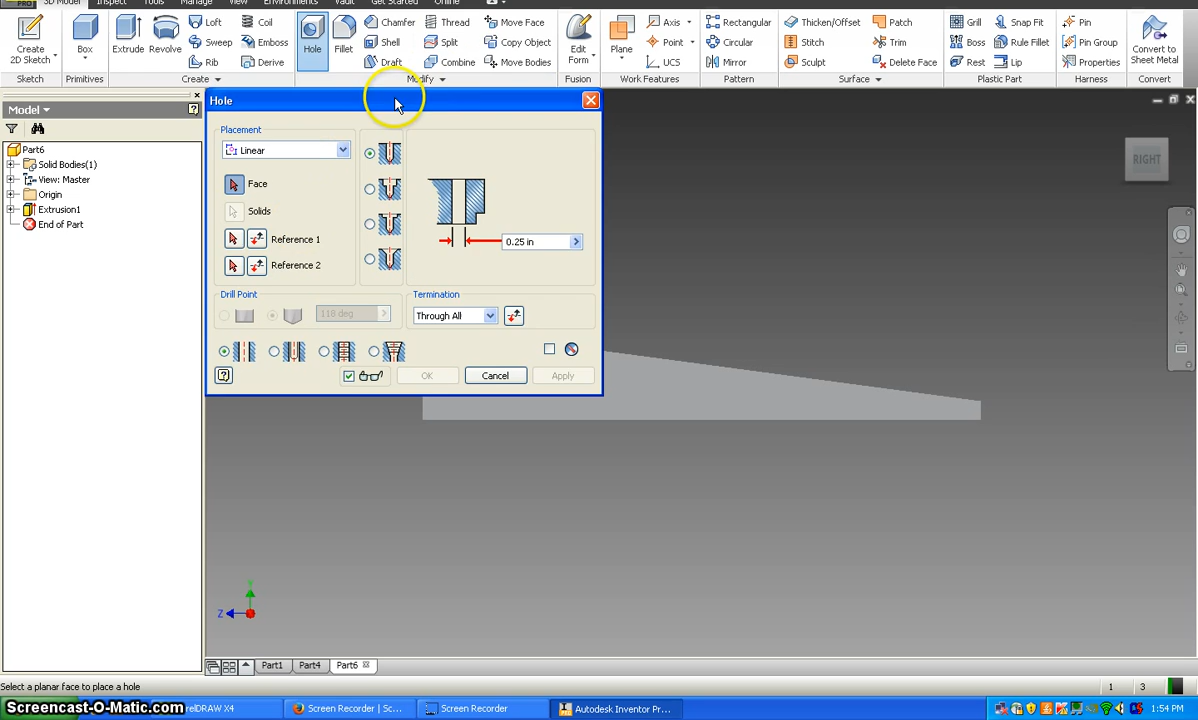 PRO 3D Model Inspect Tools Manage View Environments Vault Get Started Online
Create 2D Sketch
Sketch
Box
Primitives
Extrude Revolve
Loft Coil
Sweep Emboss
Rib Derive
Create
Hole
Fillet
Chamfer Thread Move Face
Shell Split Copy Object
Draft Combine Move Bodies
Modify
Edit Form
Fusion
Plane
Axis
Point
UCS
Work Features
Rectangular
Circular
Mirror
Pattern
Thicken/Offset Patch
Stitch Trim
Sculpt Delete Face
Surface
Grill Snap Fit
Boss Rule Fillet
Rest Lip
Plastic Part
Pin
Pin Group
Properties
Harness
Convert to Sheet Metal
Convert
Model
Part6
Solid Bodies(1)
View: Master
Origin
Extrusion1
End of Part
Hole
Placement
Linear
Face
Solids
Reference 1
Reference 2
0.25 in
Drill Point
118 deg
Termination
Through All
OK Cancel Apply
RIGHT
Y
Z
Part1 Part4 Part6
Select a planar face to place a hole
1 3
Screencast-O-Matic.com
relDRAW X4
Screen Recorder | Sc...
Screen Recorder
Autodesk Inventor Pr...
1:54 PM